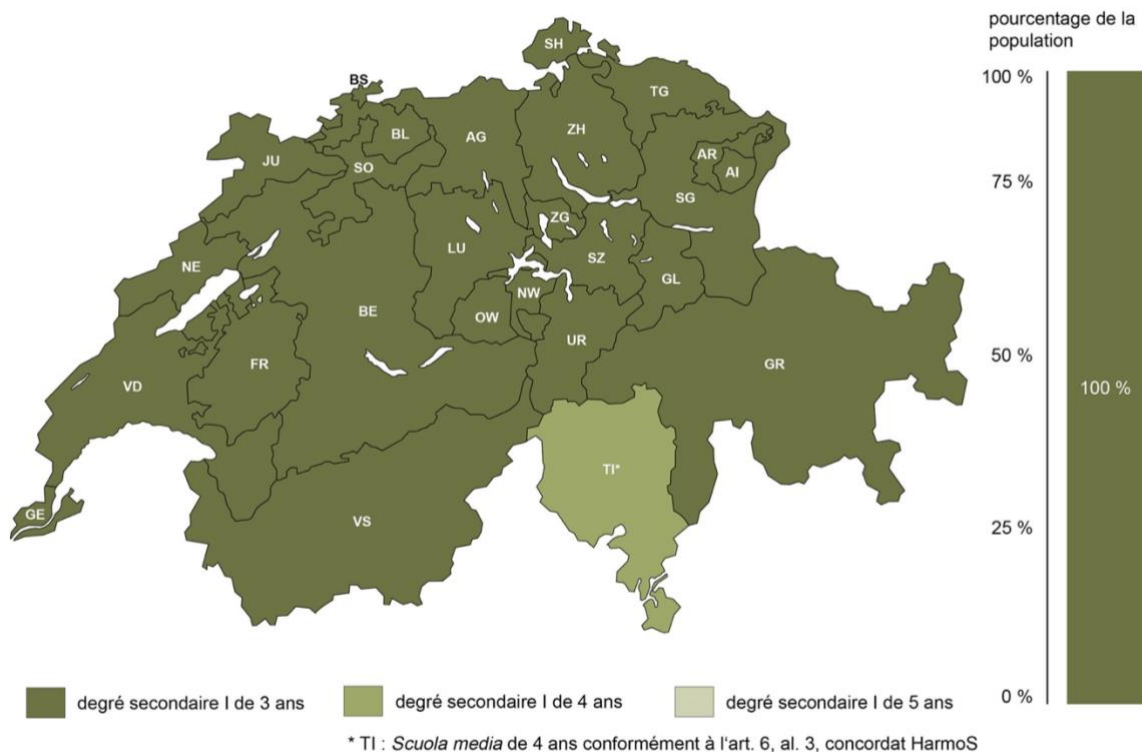 pourcentage de la
population
100 %
75 %
50 %
25 %
0 %
100 %
SH
BS
TG
BL
AG
ZH
JU
SO
AR
AI
SG
ZG
LU
SZ
NE
GL
NW
OW
BE
UR
FR
GR
VD
TI*
GE
VS
degré secondaire I de 3 ans
degré secondaire I de 4 ans
degré secondaire I de 5 ans
* TI : Scuola media de 4 ans conformément à l'art. 6, al. 3, concordat HarmoS